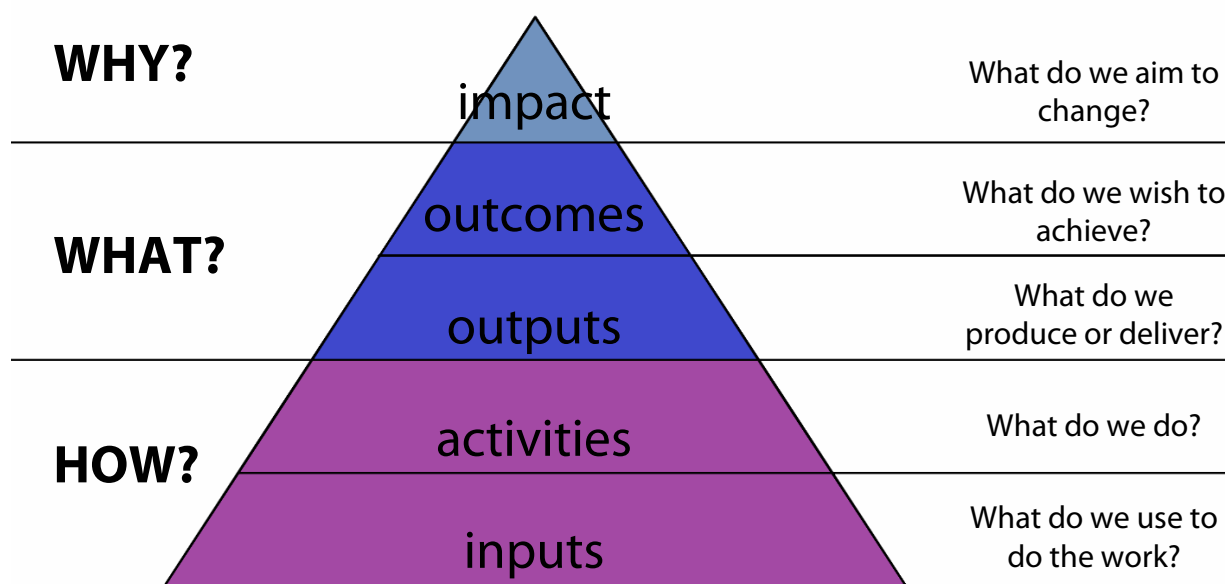 WHY?
impact
What do we aim to
change?
WHAT?
outcomes
What do we wish to
achieve?
outputs
What do we
produce or deliver?
HOW?
activities
What do we do?
inputs
What do we use to
do the work?